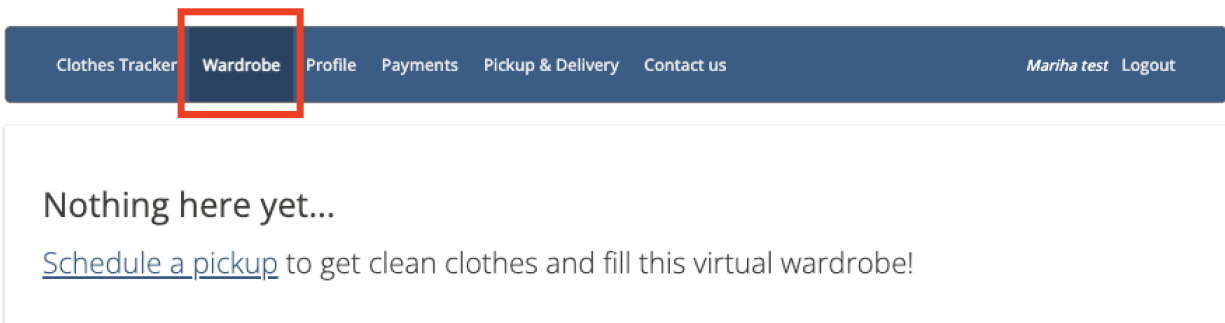 Clothes Tracker Wardrobe Profile Payments Pickup & Delivery Contact us Mariha test Logout
Nothing here yet...
Schedule a pickup to get clean clothes and fill this virtual wardrobe!